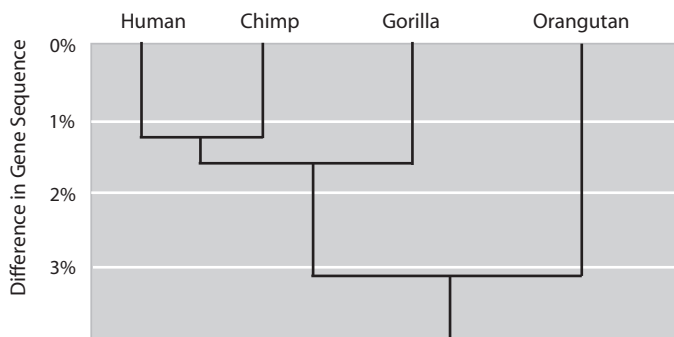 Human Chimp Gorilla Orangutan
0%
1%
2%
3%
Difference in Gene Sequence